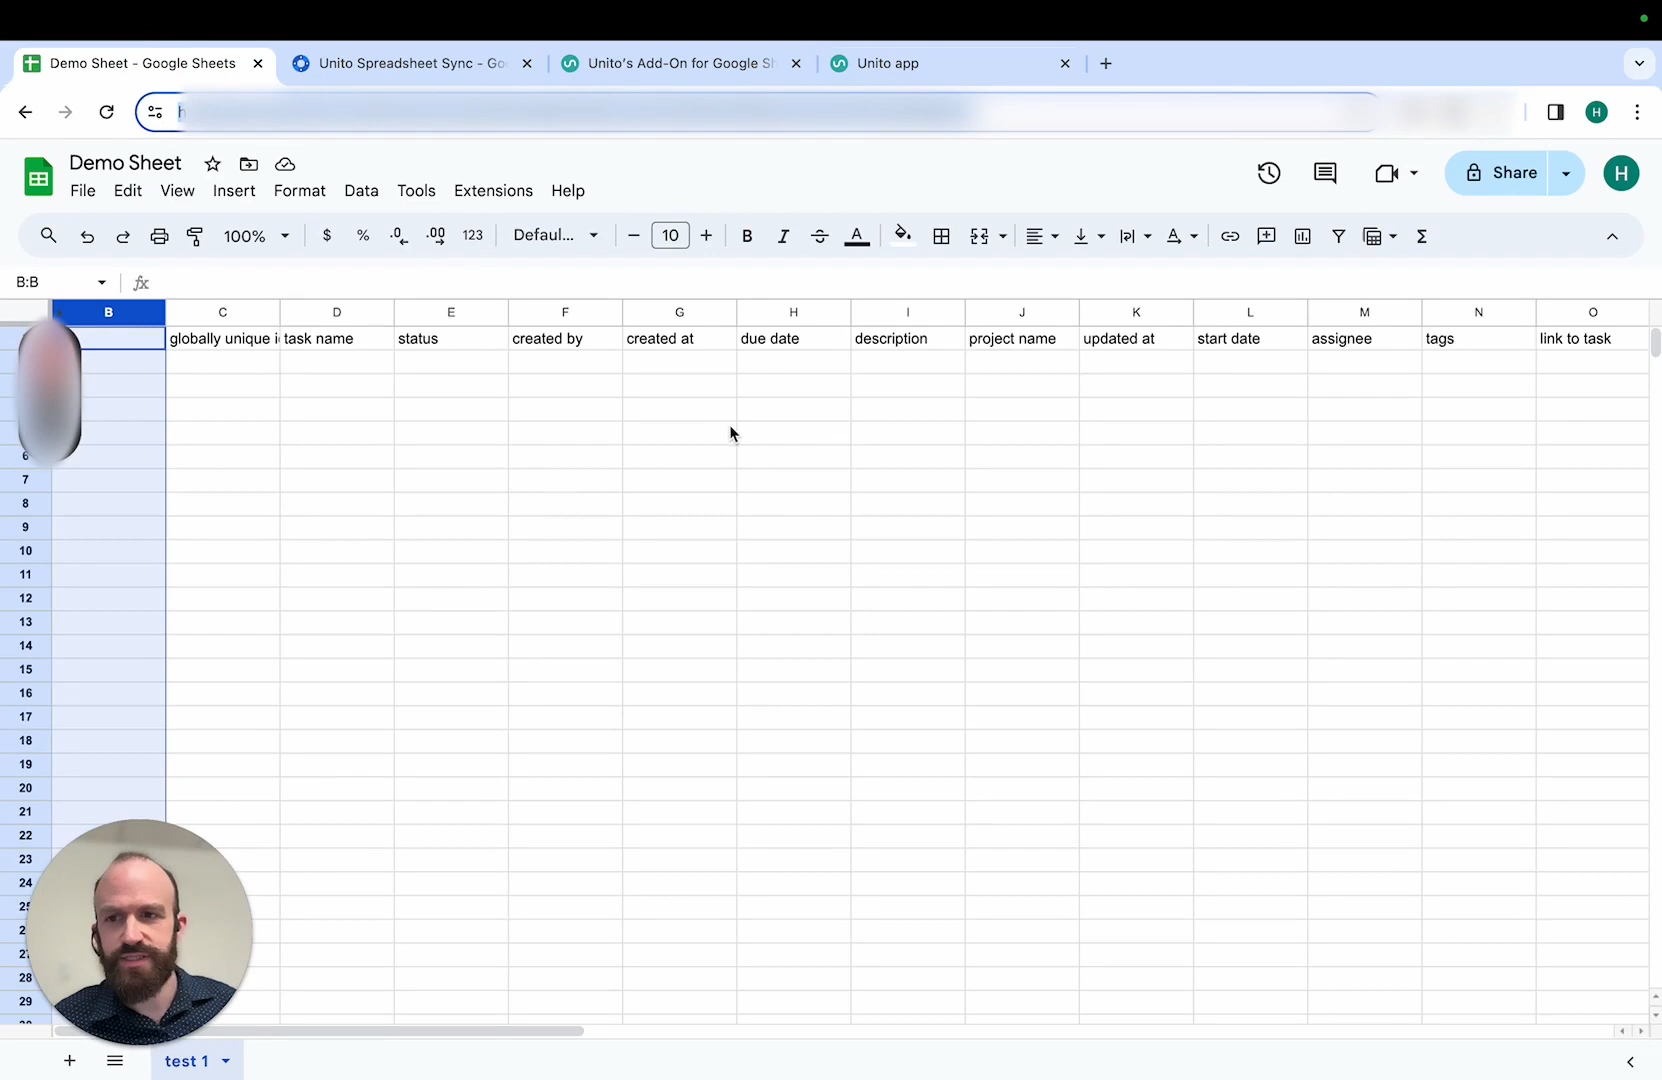 Demo Sheet - Google Sheets
Unito Spreadsheet Sync - Go
Unito's Add-On for Google Sh
Unito app
h
H
Demo Sheet
Share
H
File Edit View Insert Format Data Tools Extensions Help
100% $ % .0 .00 123 Defaul... 10 B I A Σ
B:B fx
B C D E F G H I J K L M N O
globally unique i task name status created by created at due date description project name updated at start date assignee tags link to task
6
7
8
9
10
11
12
13
14
15
16
17
18
19
20
21
22
23
24
28
29
test 1